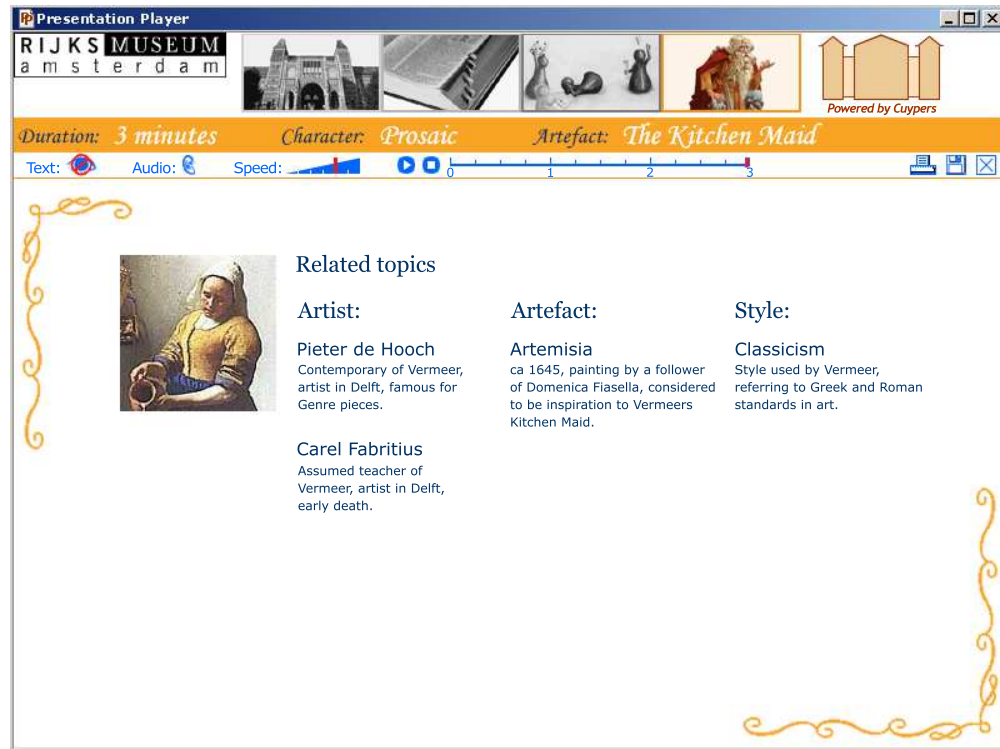 Presentation Player
RIJKS MUSEUM
amsterdam
Powered by Cuypers
Duration: 3 minutes Character: Prosaic Artefact: The Kitchen Maid
Text: Audio: Speed: 0 1 2 3
Related topics
Artist:
Pieter de Hooch
Contemporary of Vermeer,
artist in Delft, famous for
Genre pieces.
Carel Fabritius
Assumed teacher of
Vermeer, artist in Delft,
early death.
Artefact:
Artemisia
ca 1645, painting by a follower
of Domenica Fiasella, considered
to be inspiration to Vermeers
Kitchen Maid.
Style:
Classicism
Style used by Vermeer,
referring to Greek and Roman
standards in art.